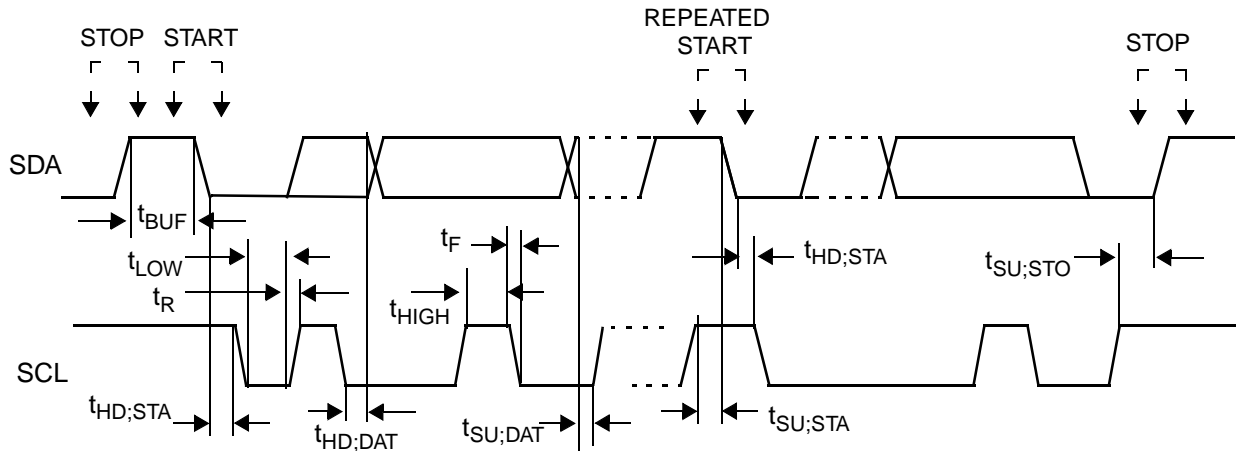 REPEATED
STOP START START STOP
SDA
tBUF
tF
tLOW
tHD;STA
tSU;STO
tR
tHIGH
SCL
tHD;STA
tSU;STA
tHD;DAT
tSU;DAT